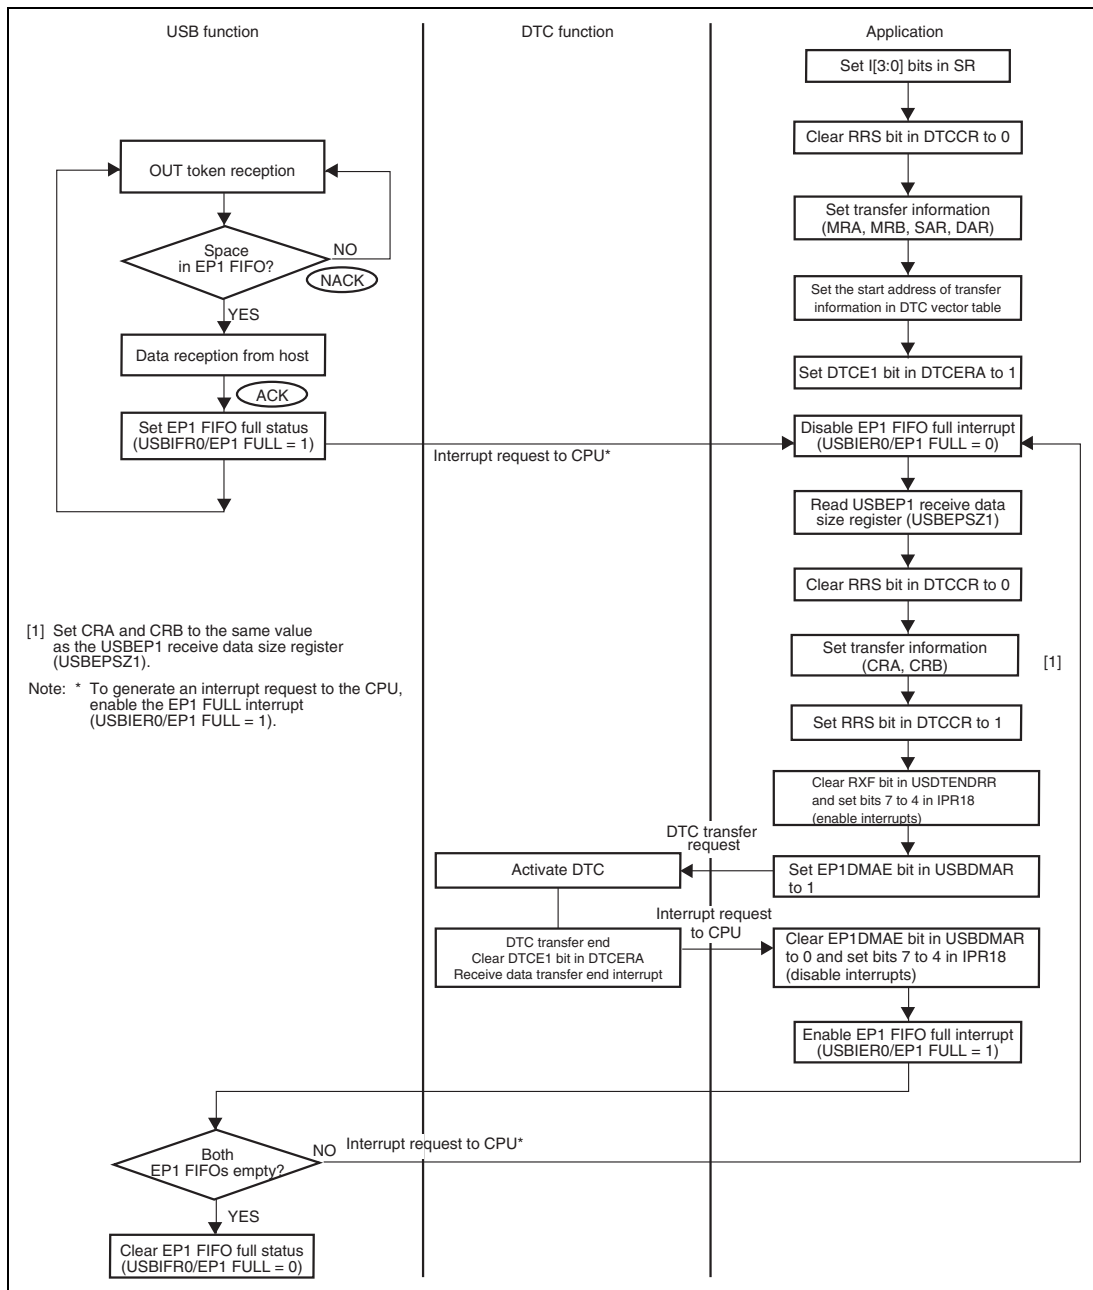 USB function
DTC function
Application
Set I[3:0] bits in SR
Clear RRS bit in DTCCR to 0
OUT token reception
Set transfer information
(MRA, MRB, SAR, DAR)
Space
in EP1 FIFO?
NO
NACK
Set the start address of transfer
information in DTC vector table
YES
Data reception from host
Set DTCE1 bit in DTCERA to 1
ACK
Set EP1 FIFO full status
(USBIFR0/EP1 FULL = 1)
Interrupt request to CPU*
Disable EP1 FIFO full interrupt
(USBIER0/EP1 FULL = 0)
Read USBEP1 receive data
size register (USBEPSZ1)
Clear RRS bit in DTCCR to 0
[1] Set CRA and CRB to the same value
as the USBEP1 receive data size register
(USBEPSZ1).
Set transfer information
(CRA, CRB)
[1]
Note: * To generate an interrupt request to the CPU,
enable the EP1 FULL interrupt
(USBIER0/EP1 FULL = 1).
Set RRS bit in DTCCR to 1
Clear RXF bit in USDTENDRR
and set bits 7 to 4 in IPR18
(enable interrupts)
DTC transfer
request
Activate DTC
Set EP1DMAE bit in USBDMAR
to 1
Interrupt request
to CPU
DTC transfer end
Clear DTCE1 bit in DTCERA
Receive data transfer end interrupt
Clear EP1DMAE bit in USBDMAR
to 0 and set bits 7 to 4 in IPR18
(disable interrupts)
Enable EP1 FIFO full interrupt
(USBIER0/EP1 FULL = 1)
Both
EP1 FIFOs empty?
NO
Interrupt request to CPU*
YES
Clear EP1 FIFO full status
(USBIFR0/EP1 FULL = 0)